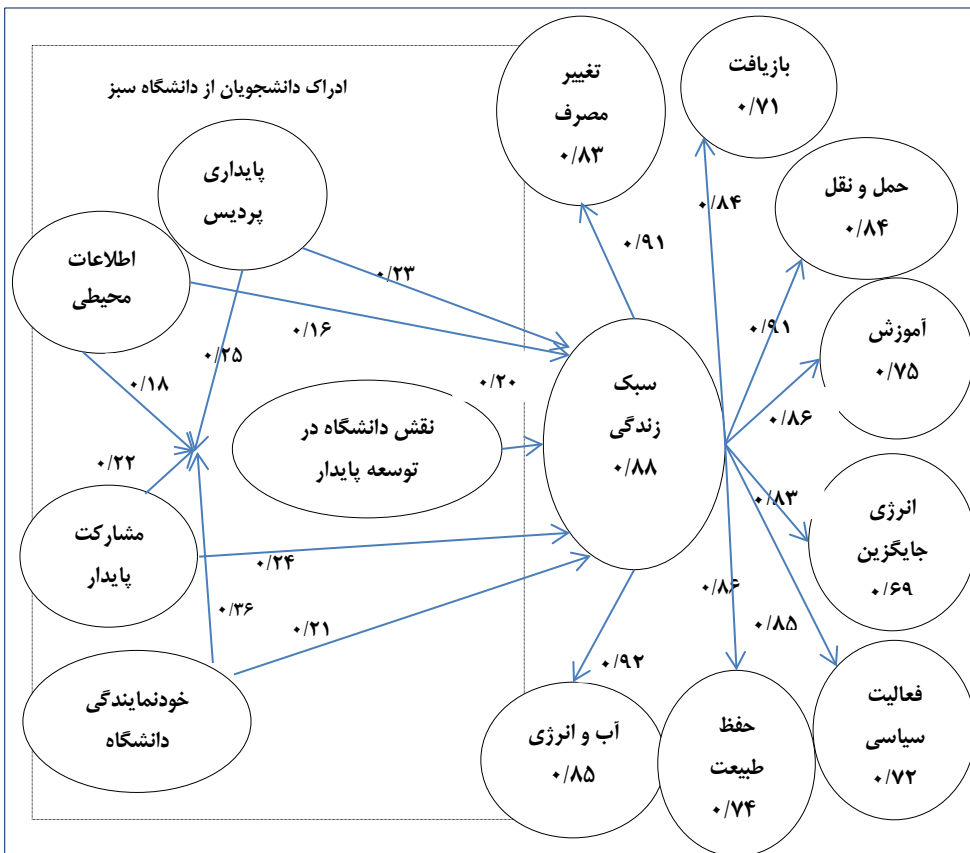 ادراک دانشجویان از دانشگاه سبز
تغییر
مصرف
۰/۸۳
بازیافت
۰/۷۱
حمل و نقل
۰/۸۴
آموزش
۰/۷۵
انرژی
جایگزین
۰/۶۹
فعالیت
سیاسی
۰/۷۲
حفظ
طبیعت
۰/۷۴
آب و انرژی
۰/۸۵
سبک
زندگی
۰/۸۸
پایداری
پردیس
اطلاعات
محیطی
نقش دانشگاه در
توسعه پایدار
مشارکت
پایدار
خودنمایندگی
دانشگاه
۰/۹۱
۰/۸۴
۰/۹۱
۰/۸۶
۰/۸۳
۰/۸۵
۰/۸۶
۰/۹۲
۰/۲۳
۰/۱۶
۰/۲۰
۰/۲۴
۰/۲۱
۰/۲۵
۰/۱۸
۰/۲۲
۰/۳۶